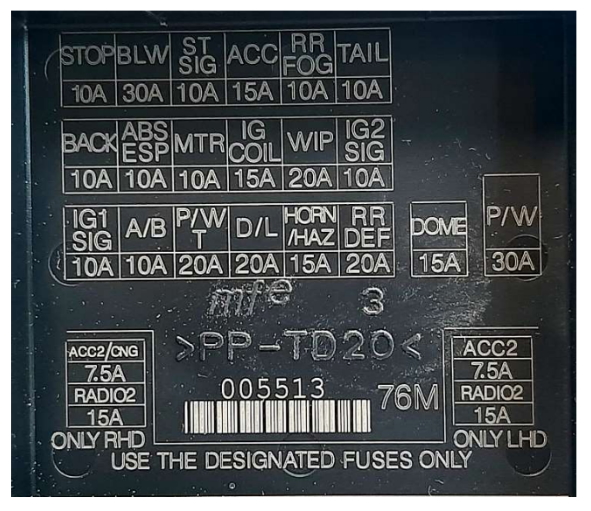 STOP BLW ST SIG ACC RR FOG TAIL
10A 30A 10A 15A 10A 10A
BACK ABS ESP MTR IG COIL WIP IG2 SIG
10A 10A 10A 15A 20A 10A
IG1 SIG A/B P/W T D/L HORN /HAZ RR DEF DOME P/W
10A 10A 20A 20A 15A 20A 15A 30A
mfe 3
>PP-TD20<
ACC2/CNG
7.5A
RADIO2
15A
ONLY RHD
005513 76M
ACC2
7.5A
RADIO2
15A
ONLY LHD
USE THE DESIGNATED FUSES ONLY